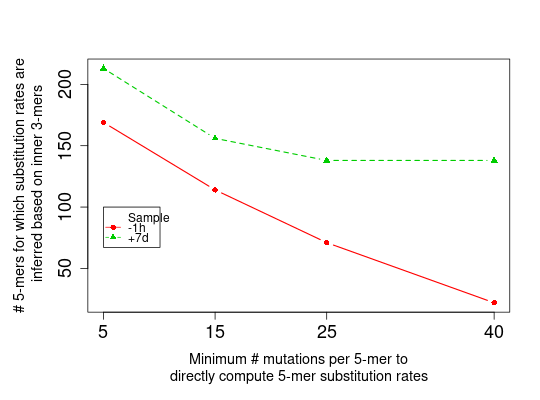 # 5-mers for which substitution rates are
inferred based on inner 3-mers
200
150
100
50
Sample
-1h
+7d
5 15 25 40
Minimum # mutations per 5-mer to
directly compute 5-mer substitution rates